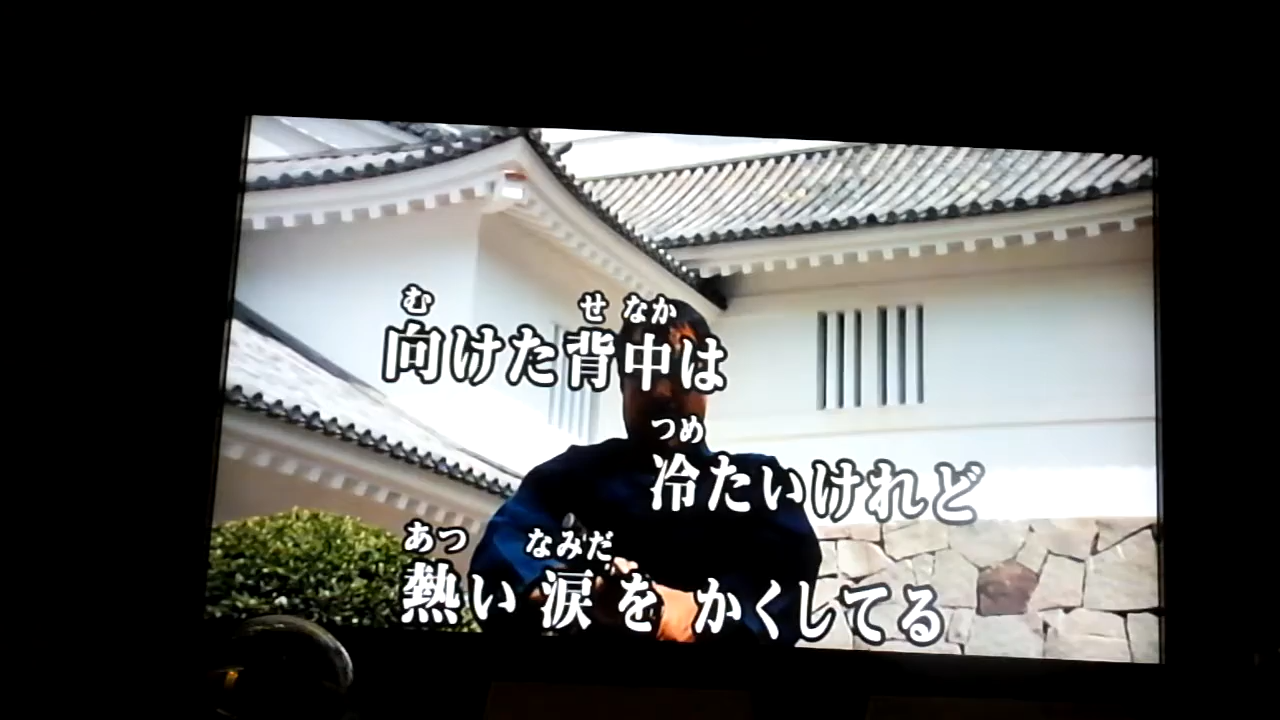 む せ なか
向けた背中は
つめ
冷たいけれど
あつ なみだ
熱い 涙を かくしてる